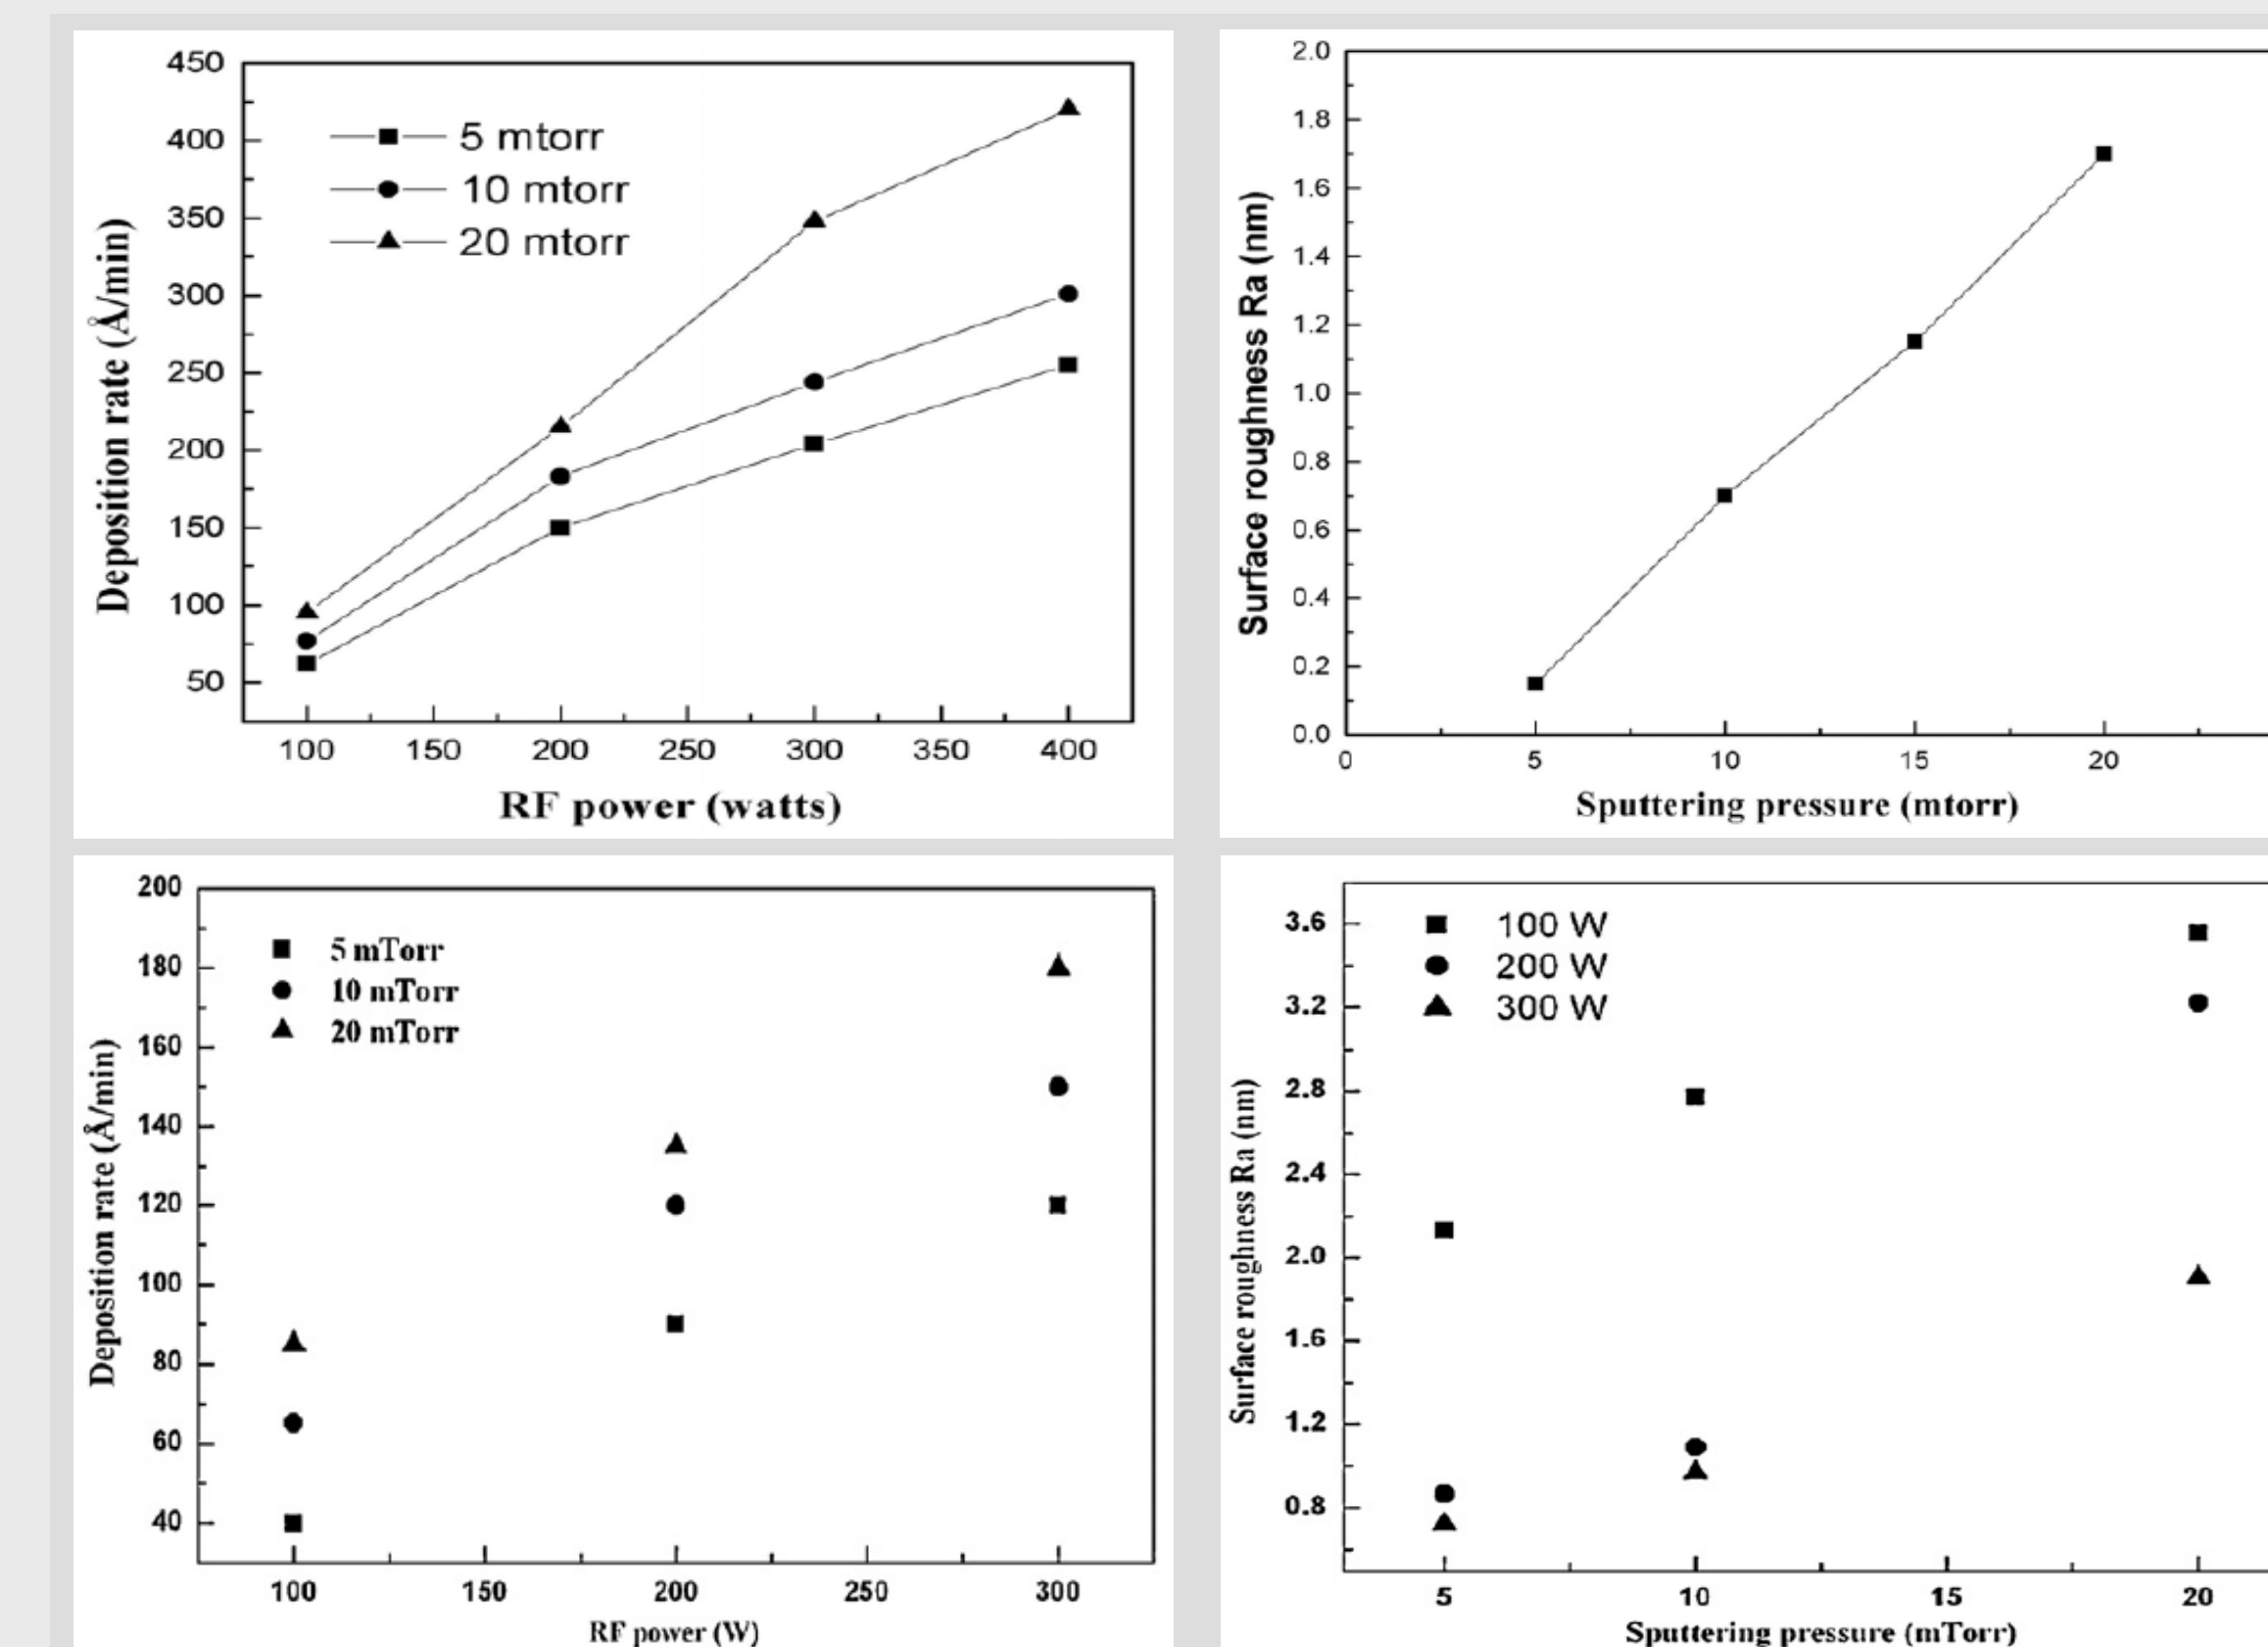 450
400
350
300
250
200
150
100
50
5 mtorr
10 mtorr
20 mtorr
Deposition rate (Å/min)
100 150 200 250 300 350 400
RF power (watts)
2.0
1.8
1.6
1.4
1.2
1.0
0.8
0.6
0.4
0.2
0.0
Surface roughness Ra (nm)
0 5 10 15 20
Sputtering pressure (mtorr)
200
180
160
140
120
100
80
60
40
5 mTorr
10 mTorr
20 mTorr
Deposition rate (Å/min)
100 150 200 250 300
RF power (W)
3.6
3.2
2.8
2.4
2.0
1.6
1.2
0.8
100 W
200 W
300 W
Surface roughness Ra (nm)
5 10 15 20
Sputtering pressure (mTorr)